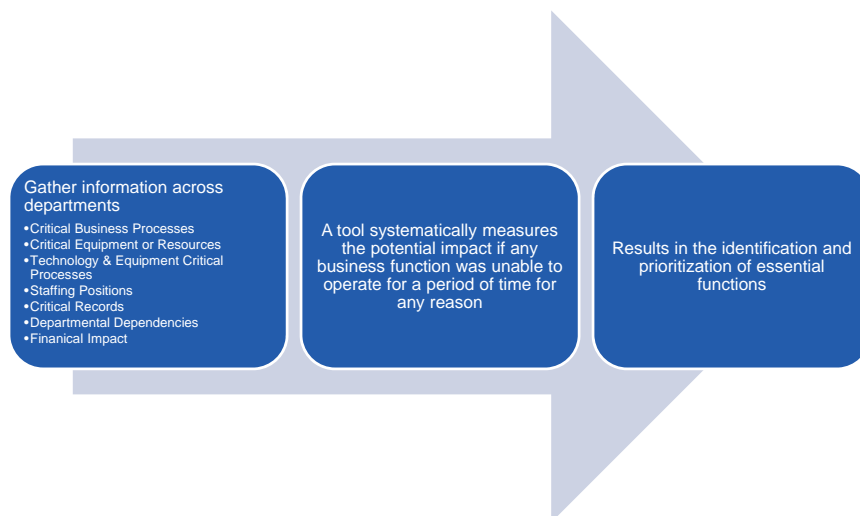 Gather information across
departments
•Critical Business Processes
•Critical Equipment or Resources
•Technology & Equipment Critical
Processes
•Staffing Positions
•Critical Records
•Departmental Dependencies
•Finanical Impact
A tool systematically measures
the potential impact if any
business function was unable to
operate for a period of time for
any reason
Results in the identification and
prioritization of essential
functions